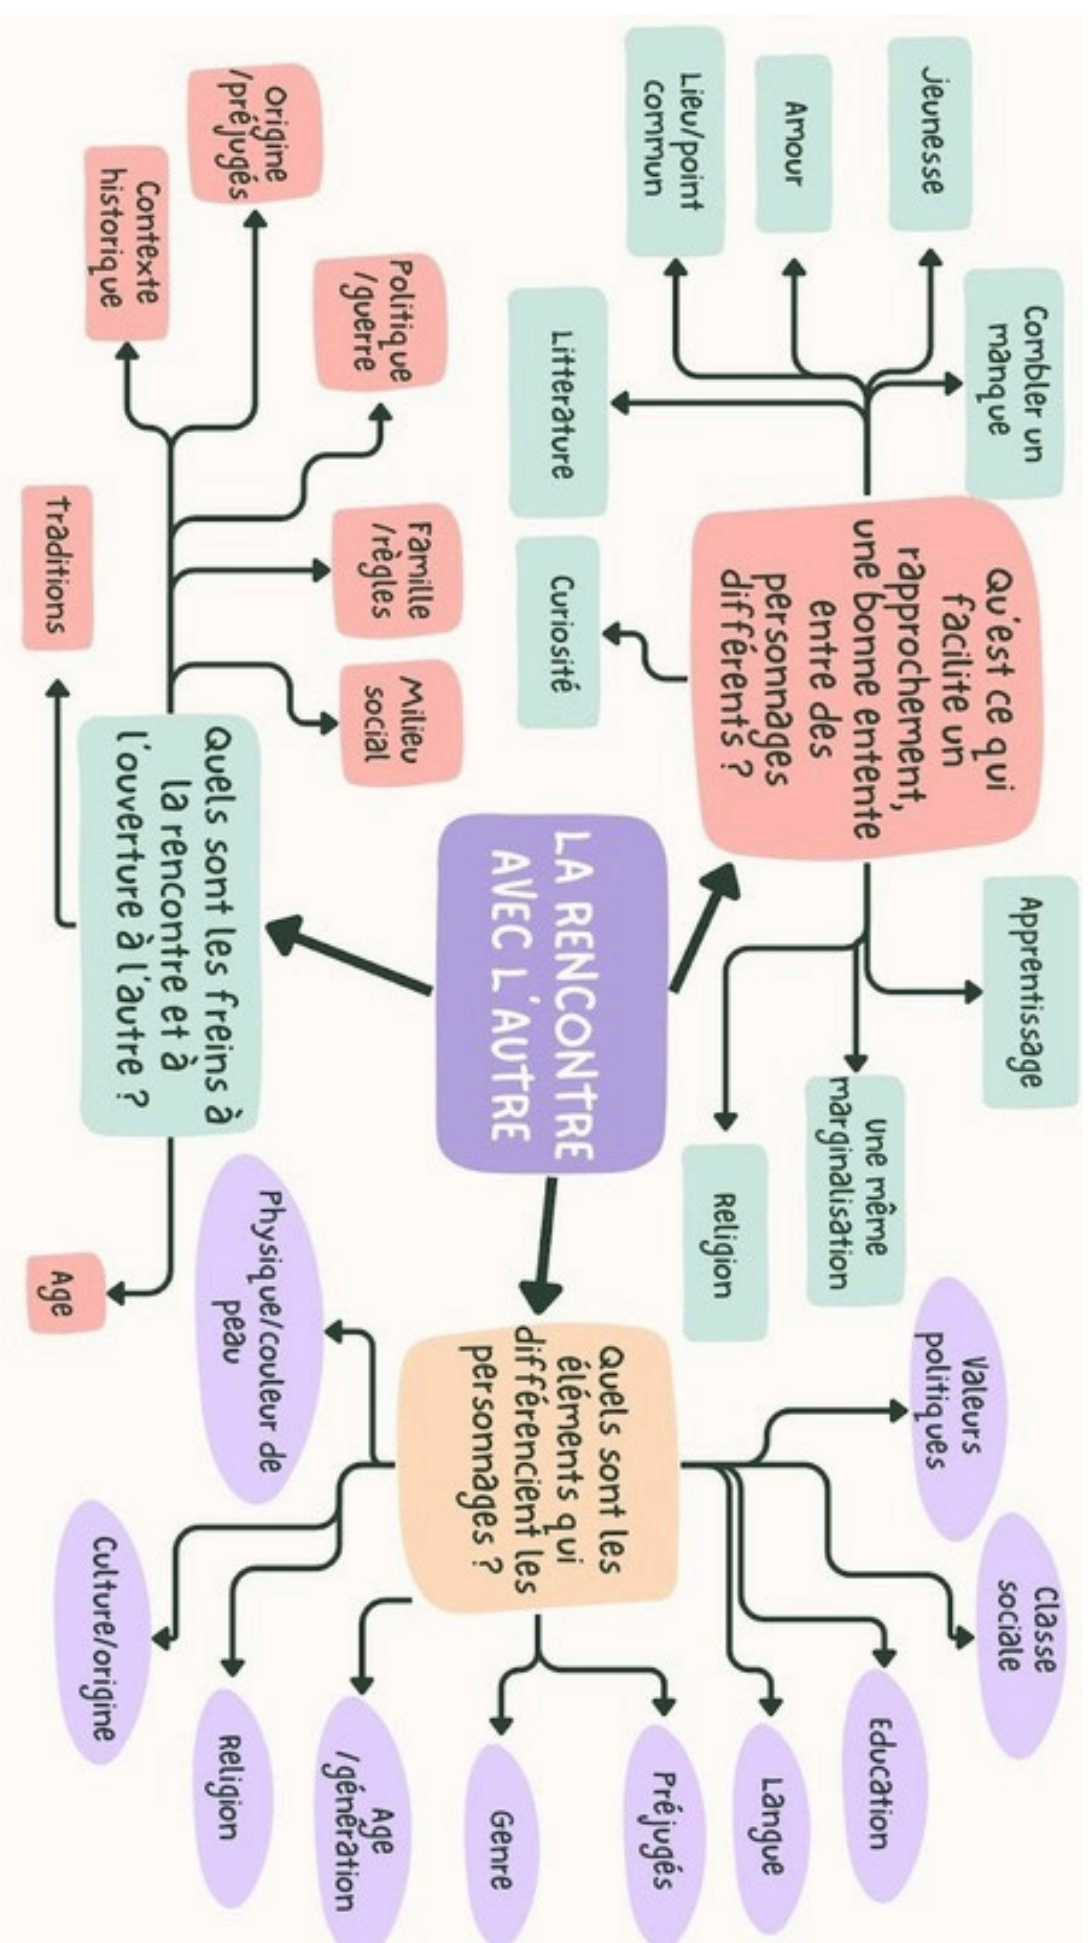 Combler un
manque
Jeunesse
Amour
Lieu/point
commun
Litterature
Curiosité
Qu'est ce qui
facilite un
rapprochement,
une bonne entente
entre des
personnages
différents ?
Apprentissage
Une même
marginalisation
Religion
LA RENCONTRE
AVEC L'AUTRE
Valeurs
politiques
Classe
sociale
Education
Langue
Préjugés
Genre
Age
/génération
Religion
Culture/origine
Physique/couleur de
peau
Quels sont les
éléments qui
différencient les
personnages ?
Origine
/préjugés
Contexte
historique
Politique
/guerre
Famille
/règles
Milieu
social
Traditions
Quels sont les freins à
la rencontre et à
l'ouverture à l'autre ?
Age